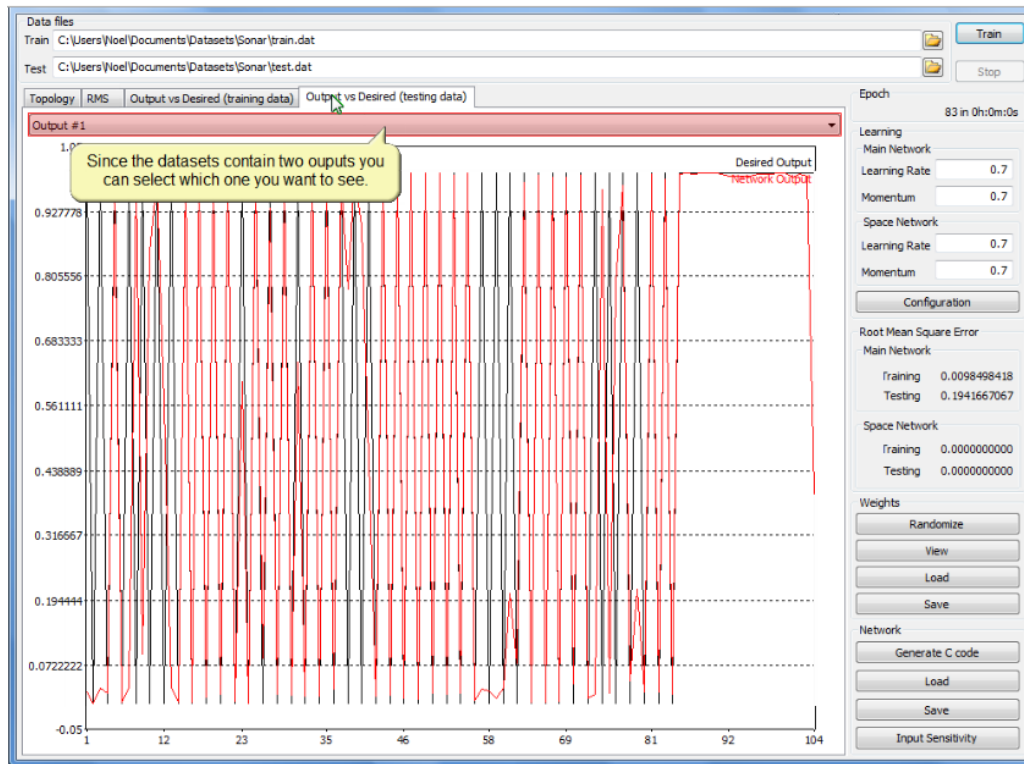 Data files
Train C:\Users\Noel\Documents\Datasets\Sonar\train.dat
Train
Test C:\Users\Noel\Documents\Datasets\Sonar\test.dat
Stop
Topology RMS Output vs Desired (training data) Output vs Desired (testing data)
Output #1
Since the datasets contain two ouputs you
can select which one you want to see.
Desired Output
Network Output
0.927778
0.805556
0.683333
0.561111
0.438889
0.316667
0.194444
0.0722222
-0.05
1 12 23 35 46 58 69 81 92 104
Epoch
83 in 0h:0m:0s
Learning
Main Network
Learning Rate 0.7
Momentum 0.7
Space Network
Learning Rate 0.7
Momentum 0.7
Configuration
Root Mean Square Error
Main Network
Training 0.0098498418
Testing 0.1941667067
Space Network
Training 0.0000000000
Testing 0.0000000000
Weights
Randomize
View
Load
Save
Network
Generate C code
Load
Save
Input Sensitivity